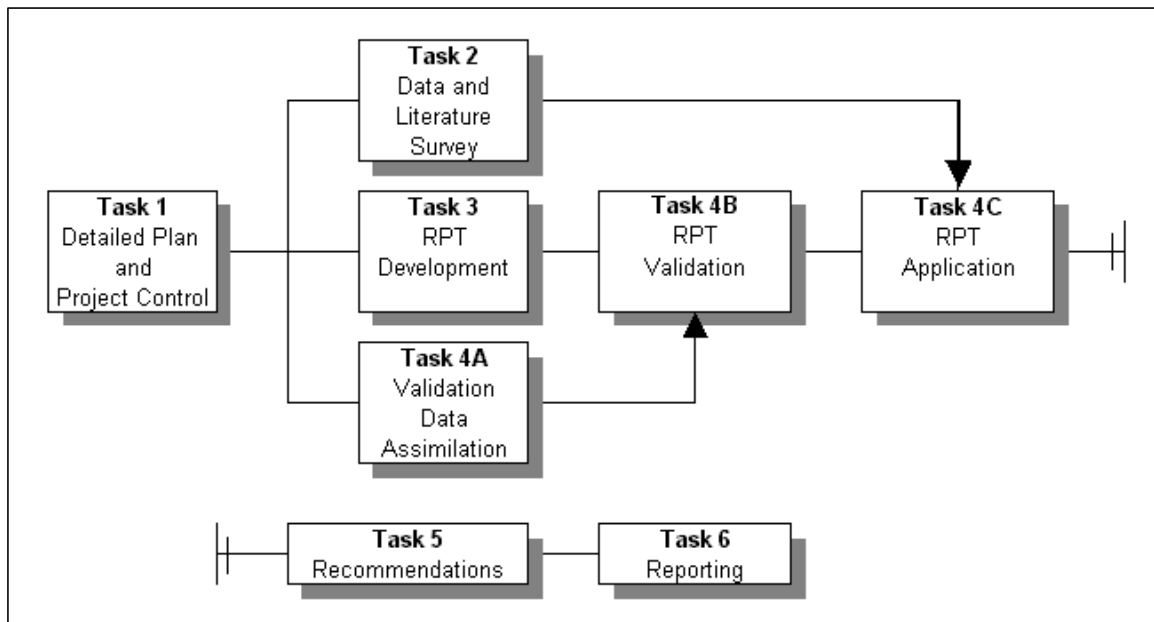 Task 2
Data and
Literature
Survey
Task 1
Detailed Plan
and
Project Control
Task 3
RPT
Development
Task 4B
RPT
Validation
Task 4C
RPT
Application
Task 4A
Validation
Data
Assimilation
Task 5
Recommendations
Task 6
Reporting